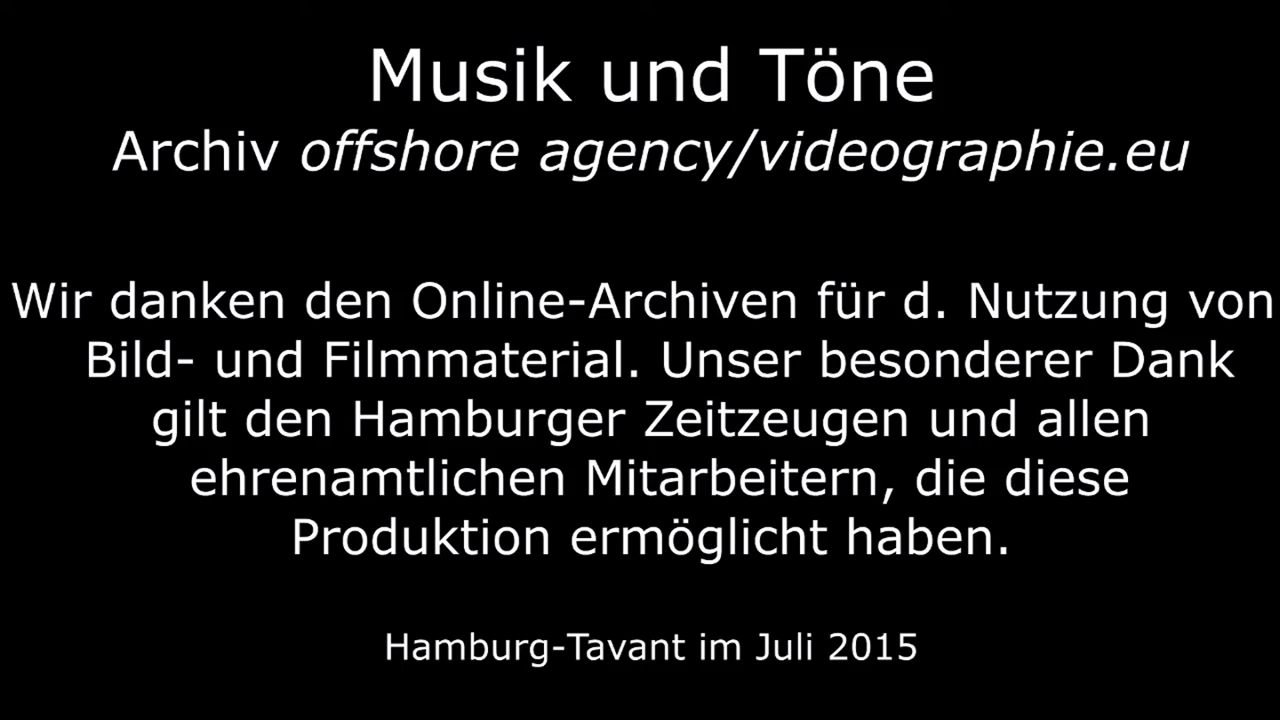 Musik und Töne
Archiv offshore agency/videographie.eu
Wir danken den Online-Archiven für d. Nutzung von
Bild- und Filmmaterial. Unser besonderer Dank
gilt den Hamburger Zeitzeugen und allen
ehrenamtlichen Mitarbeitern, die diese
Produktion ermöglicht haben.
Hamburg-Tavant im Juli 2015